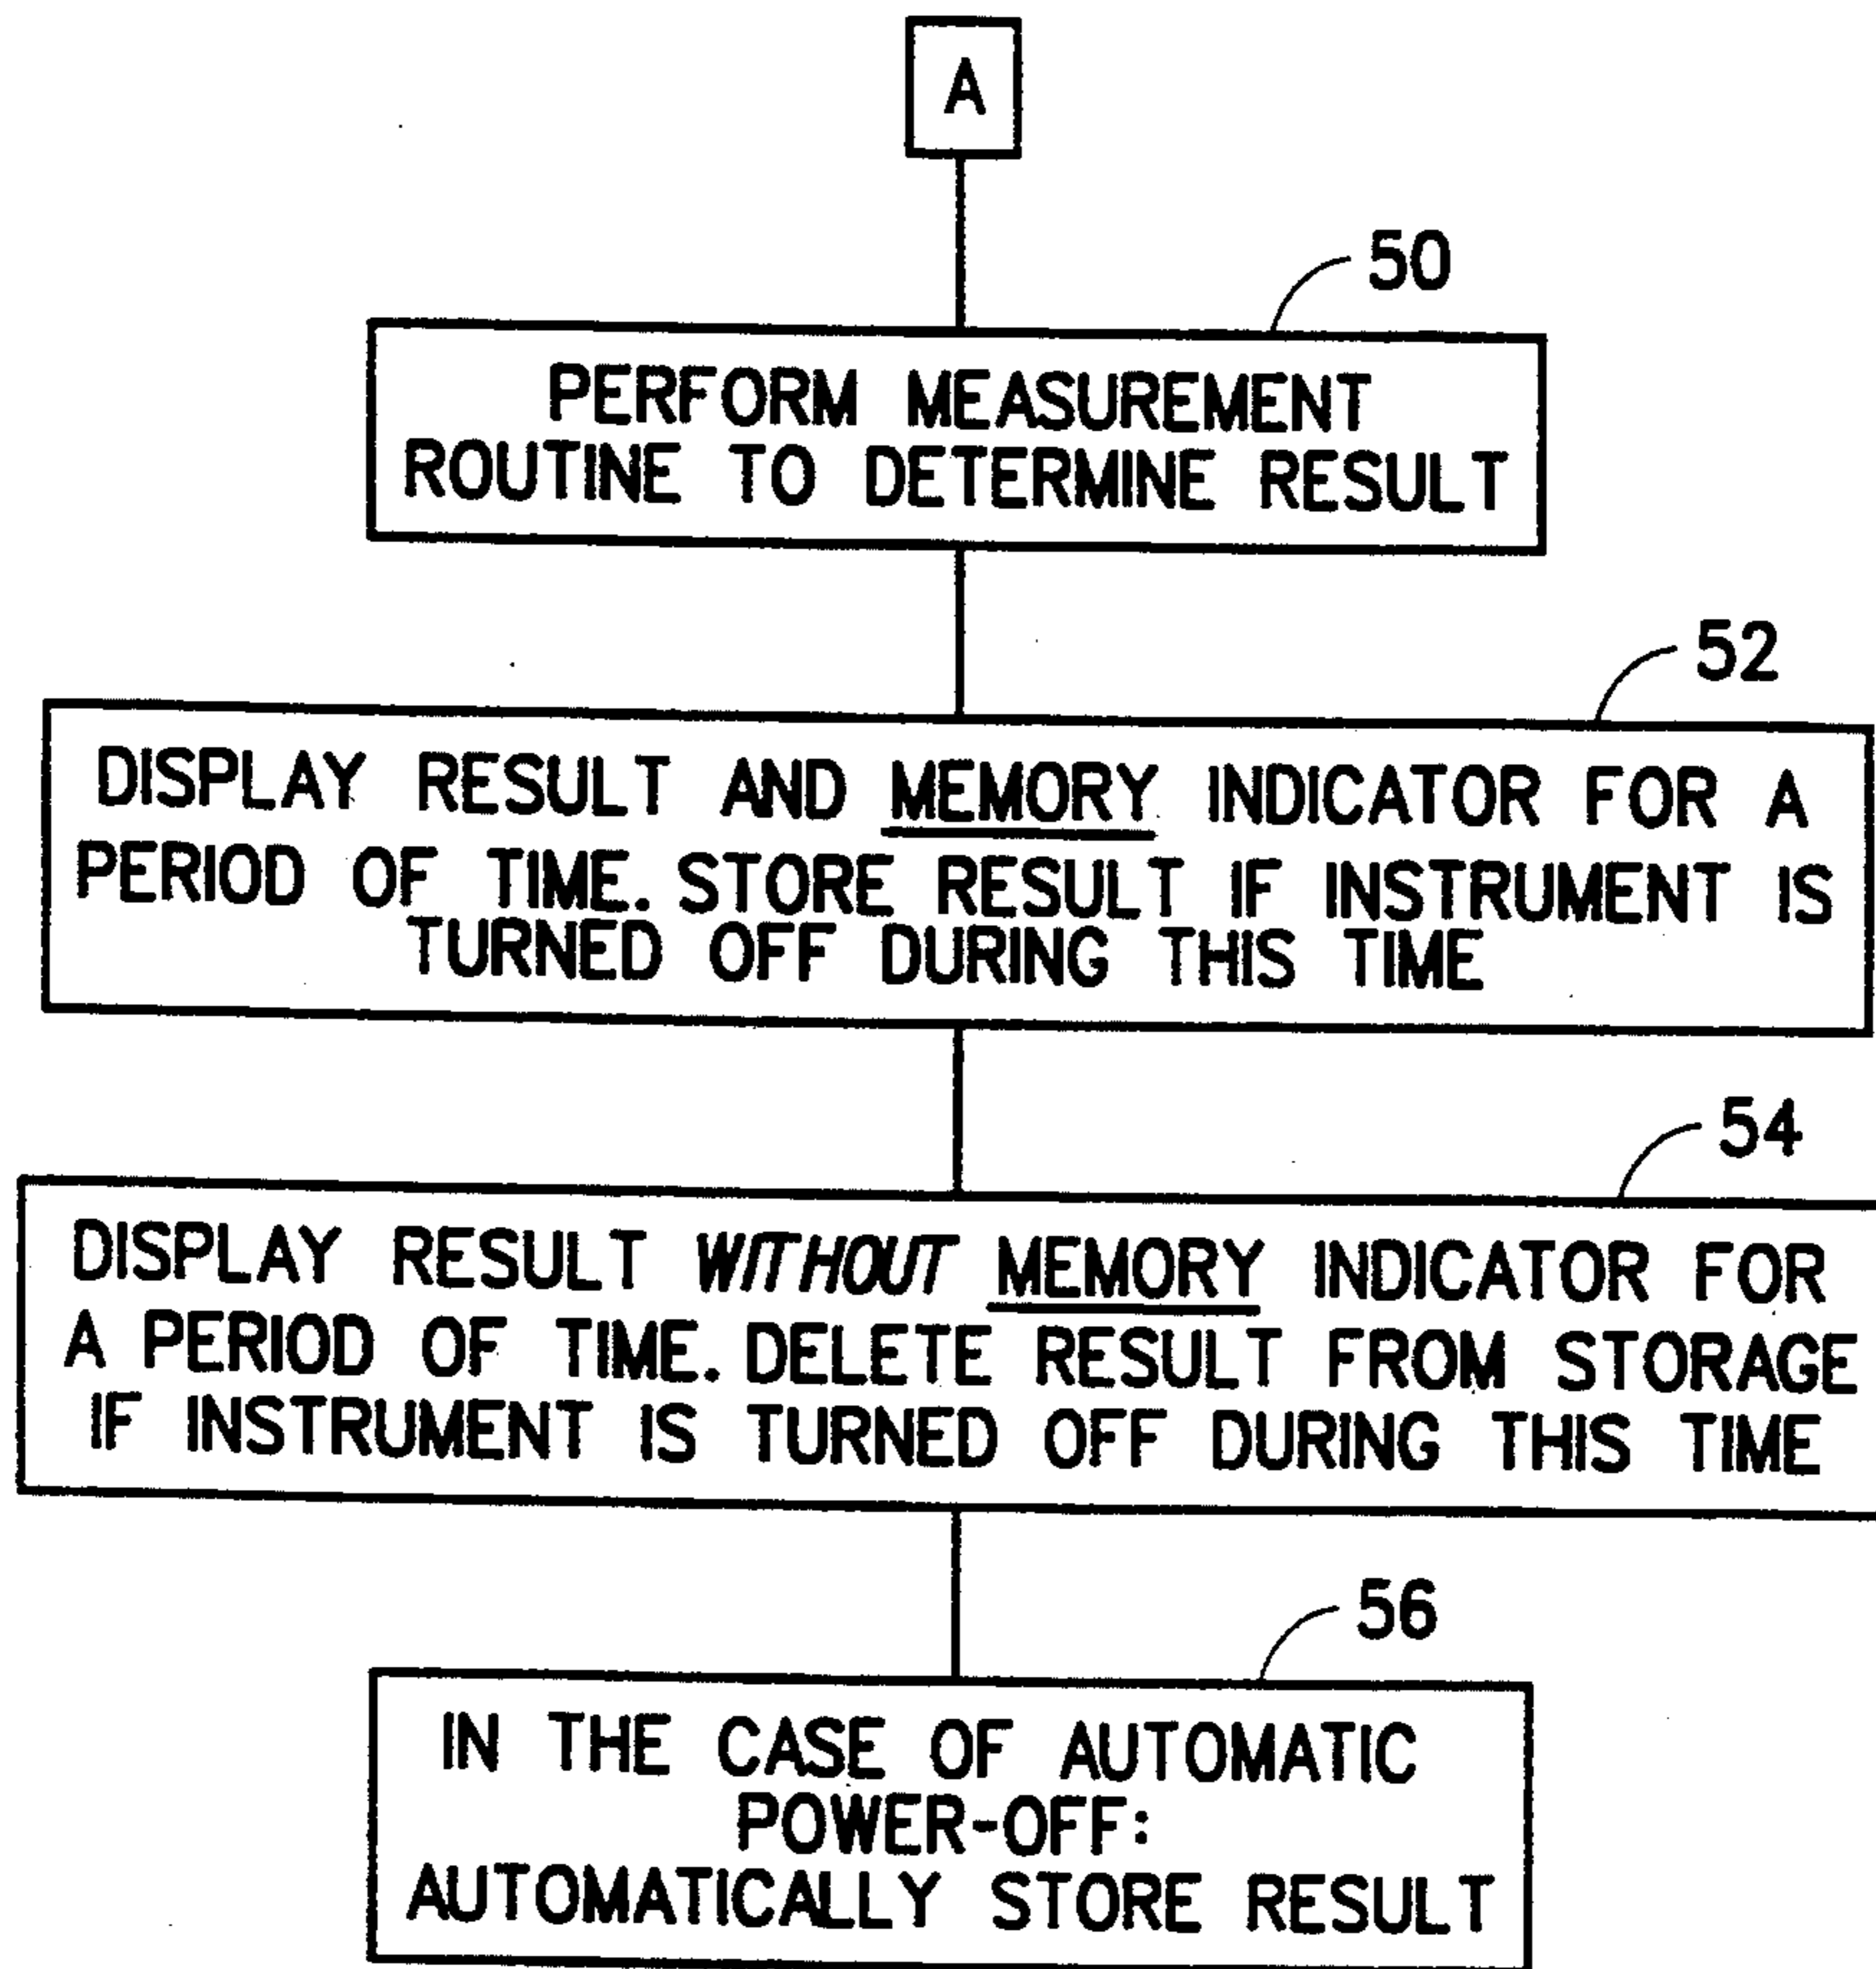 A
50
PERFORM MEASUREMENT
ROUTINE TO DETERMINE RESULT
52
DISPLAY RESULT AND MEMORY INDICATOR FOR A
PERIOD OF TIME. STORE RESULT IF INSTRUMENT IS
TURNED OFF DURING THIS TIME
54
DISPLAY RESULT WITHOUT MEMORY INDICATOR FOR
A PERIOD OF TIME. DELETE RESULT FROM STORAGE
IF INSTRUMENT IS TURNED OFF DURING THIS TIME
56
IN THE CASE OF AUTOMATIC
POWER-OFF:
AUTOMATICALLY STORE RESULT